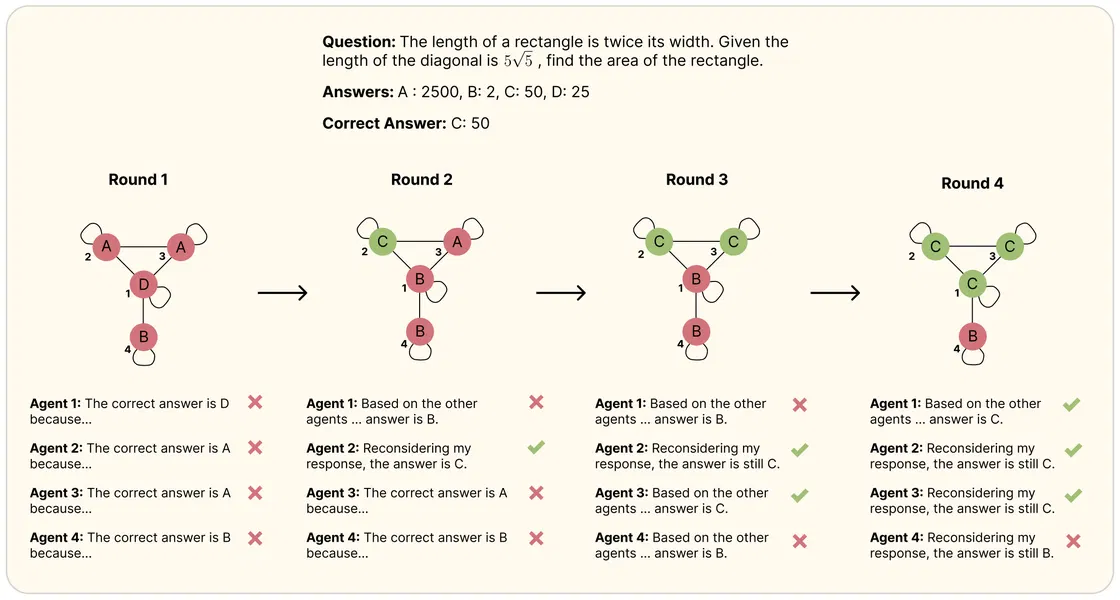 Question: The length of a rectangle is twice its width. Given the
length of the diagonal is 5√5 , find the area of the rectangle.
Answers: A : 2500, B: 2, C: 50, D: 25
Correct Answer: C: 50
Round 1
A
A
2
3
D
1
B
4
Agent 1: The correct answer is D
because...
Agent 2: The correct answer is A
because...
Agent 3: The correct answer is A
because...
Agent 4: The correct answer is B
because...
Round 2
C
A
2
3
B
1
B
4
Agent 1: Based on the other
agents ... answer is B.
Agent 2: Reconsidering my
response, the answer is C.
Agent 3: The correct answer is A
because...
Agent 4: The correct answer is B
because...
Round 3
C
C
2
3
B
1
B
4
Agent 1: Based on the other
agents ... answer is B.
Agent 2: Reconsidering my
response, the answer is still C.
Agent 3: Based on the other
agents ... answer is C.
Agent 4: Based on the other
agents ... answer is B.
Round 4
C
C
2
3
C
1
B
4
Agent 1: Based on the other
agents ... answer is C.
Agent 2: Reconsidering my
response, the answer is still C.
Agent 3: Reconsidering my
response, the answer is still C.
Agent 4: Reconsidering my
response, the answer is still B.